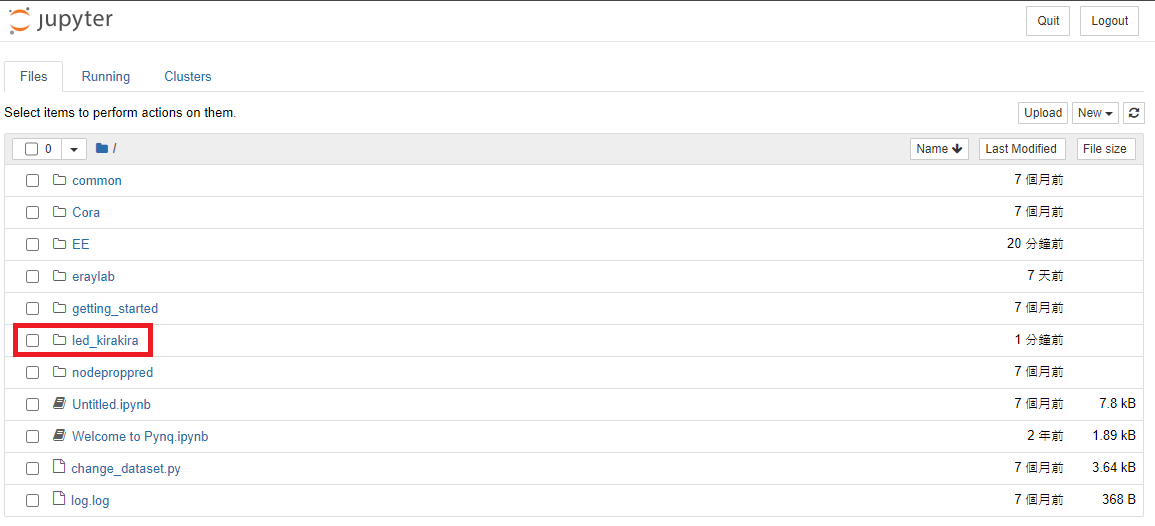 jupyter Quit Logout
Files Running Clusters
Select items to perform actions on them. Upload New
0 / Name Last Modified File size
common 7 個月前
Cora 7 個月前
EE 20 分鐘前
eraylab 7 天前
getting_started 7 個月前
led_kirakira 1 分鐘前
nodeproppred 7 個月前
Untitled.ipynb 7 個月前 7.8 kB
Welcome to Pynq.ipynb 2 年前 1.89 kB
change_dataset.py 7 個月前 3.64 kB
log.log 7 個月前 368 B